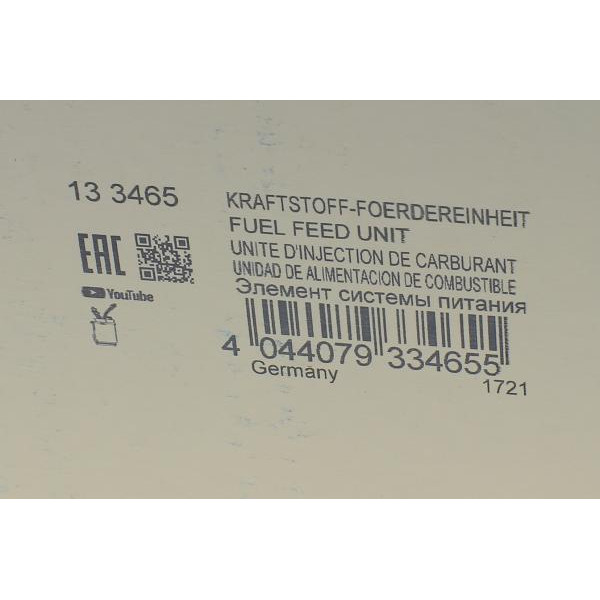 13 3465
KRAFTSTOFF-FOERDEREINHEIT
FUEL FEED UNIT
UNITE D'INJECTION DE CARBURANT
UNIDAD DE ALIMENTACION DE COMBUSTIBLE
Элемент системы питания
EAC
YouTube
4 044079 334655
Germany
1721